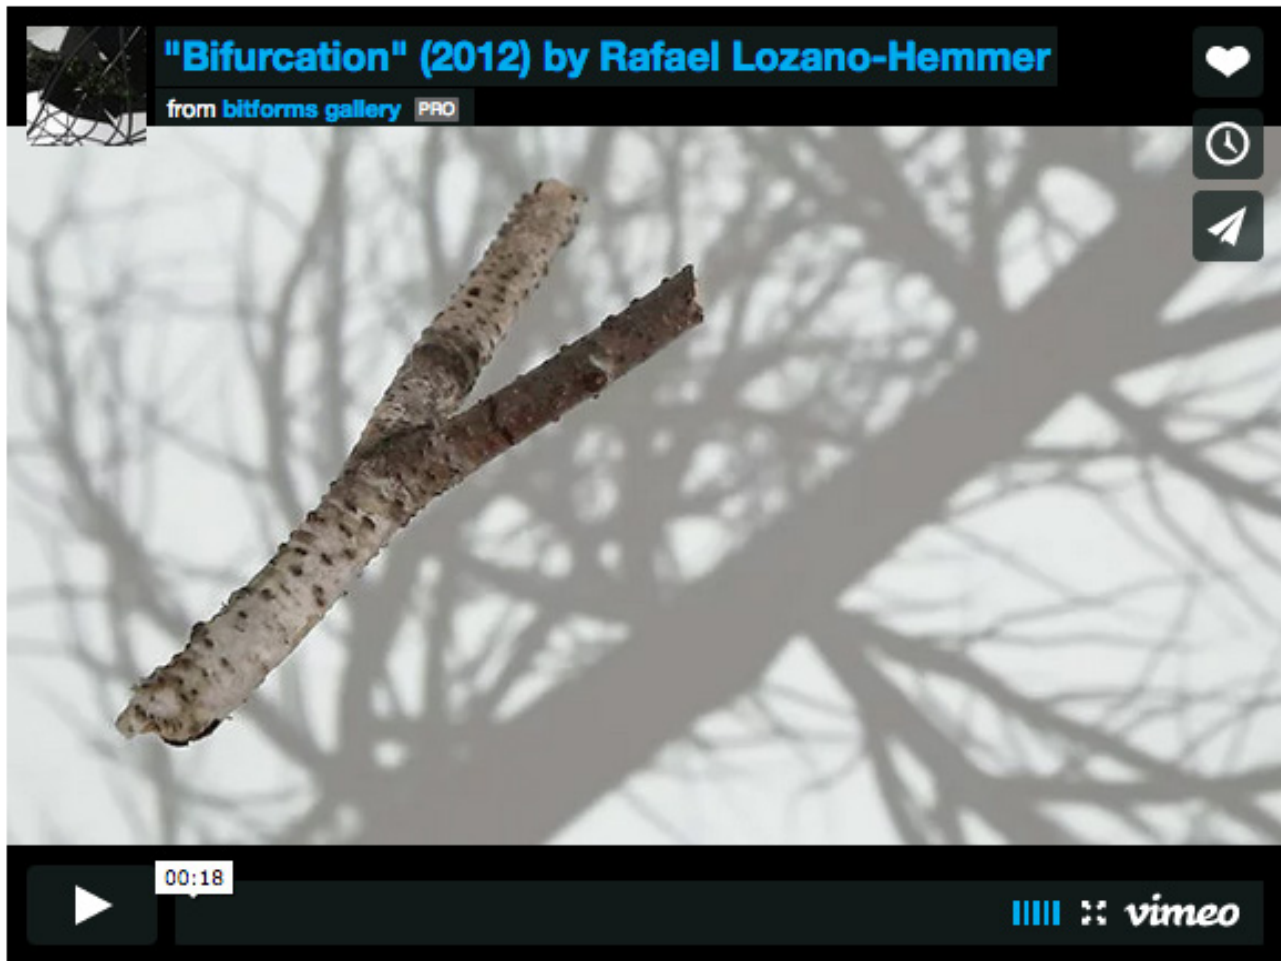 "Bifurcation" (2012) by Rafael Lozano-Hemmer
from bitforms gallery PRO
00:18
vimeo